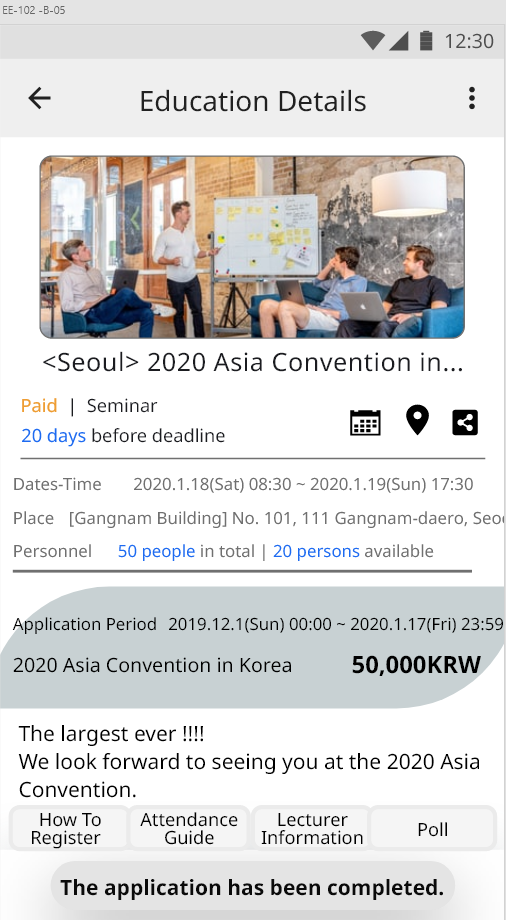 EE-102 -B-05
12:30
Education Details
<Seoul> 2020 Asia Convention in...
Paid | Seminar
20 days before deadline
Dates-Time 2020.1.18(Sat) 08:30 ~ 2020.1.19(Sun) 17:30
Place [Gangnam Building] No. 101, 111 Gangnam-daero, Seo
Personnel 50 people in total | 20 persons available
Application Period 2019.12.1(Sun) 00:00 ~ 2020.1.17(Fri) 23:59
2020 Asia Convention in Korea 50,000KRW
The largest ever !!!!
We look forward to seeing you at the 2020 Asia
Convention.
How To
Register
Attendance
Guide
Lecturer
Information
Poll
The application has been completed.